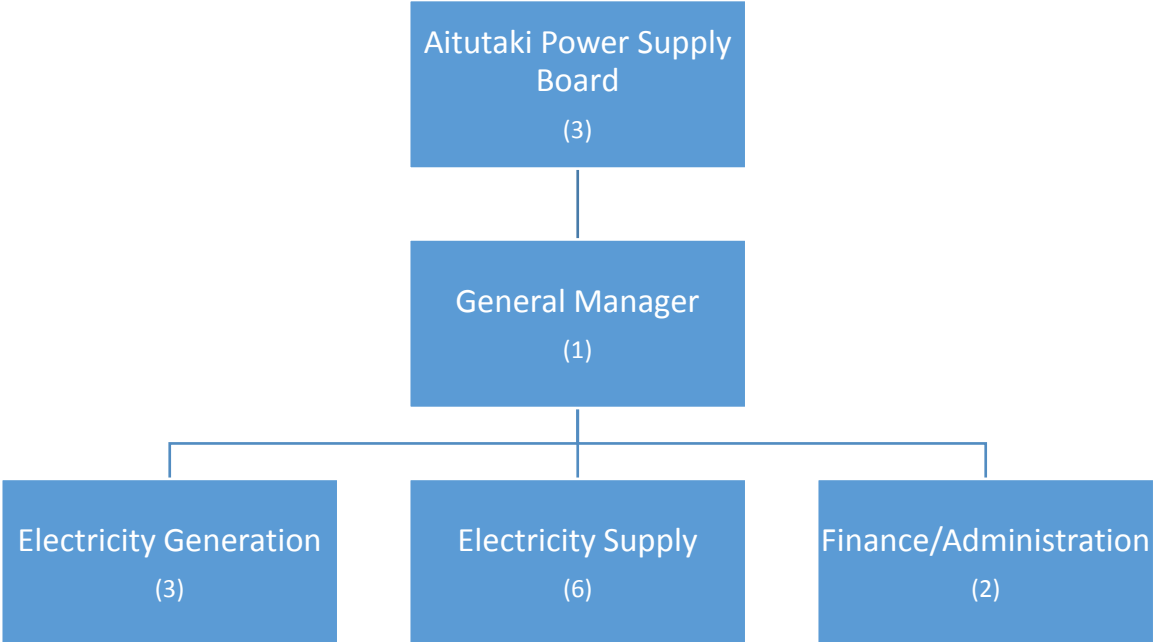 Aitutaki Power Supply
Board
(3)
General Manager
(1)
Electricity Generation
(3)
Electricity Supply
(6)
Finance/Administration
(2)